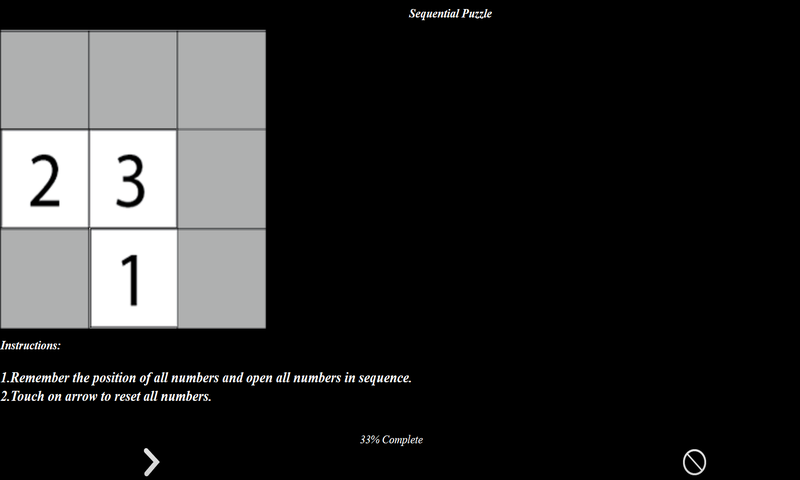 Sequential Puzzle
2 3
1
Instructions:
1.Remember the position of all numbers and open all numbers in sequence.
2.Touch on arrow to reset all numbers.
33% Complete